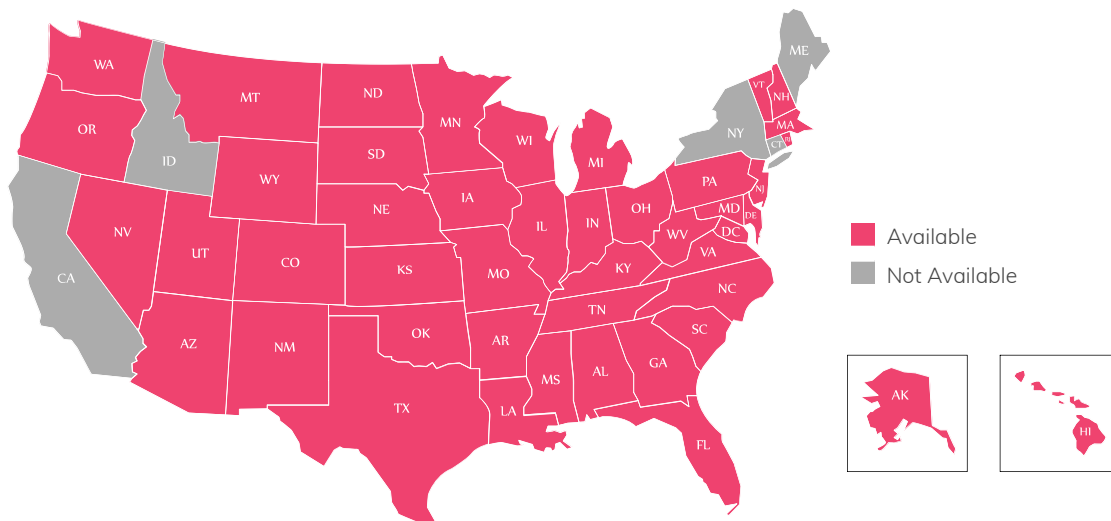 ME
WA
VT
MT
ND
NH
OR
MN
MA
NY
RI
WI
CT
SD
ID
MI
WY
PA
NJ
IA
NE
OH
MD
DE
IL
IN
NV
WV
DC
UT
VA
CO
Available
KS
KY
MO
CA
Not Available
NC
TN
OK
SC
AZ
NM
AR
GA
MS
AL
AK
TX
LA
HI
FL